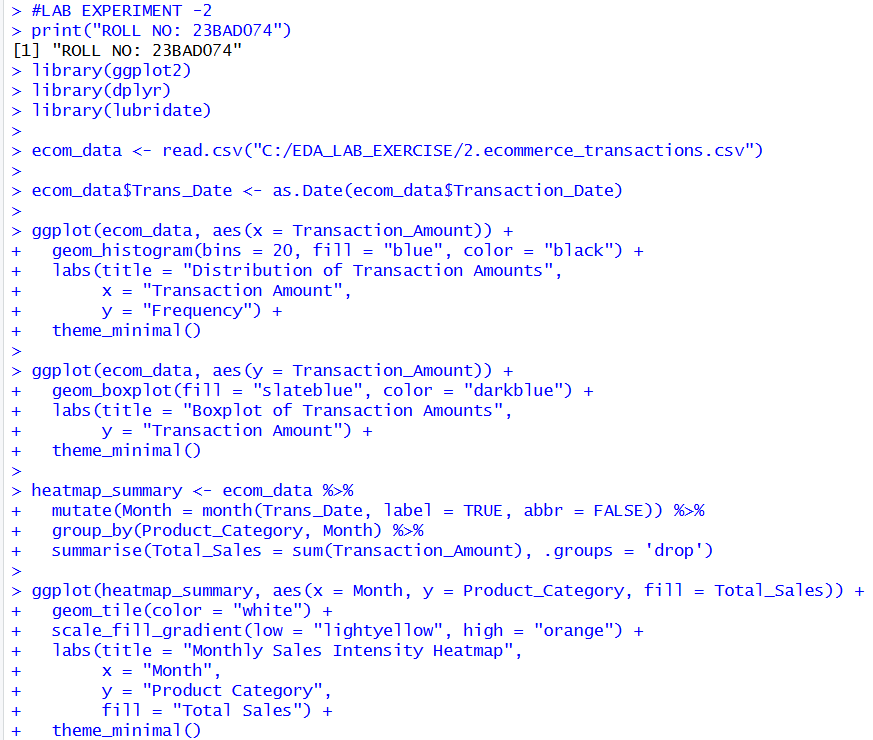 > #LAB EXPERIMENT -2
> print("ROLL NO: 23BAD074")
[1] "ROLL NO: 23BAD074"
> library(ggplot2)
> library(dplyr)
> library(lubridate)
>
> ecom_data <- read.csv("C:/EDA_LAB_EXERCISE/2.ecommerce_transactions.csv")
>
> ecom_data$Trans_Date <- as.Date(ecom_data$Transaction_Date)
>
> ggplot(ecom_data, aes(x = Transaction_Amount)) +
+   geom_histogram(bins = 20, fill = "blue", color = "black") +
+   labs(title = "Distribution of Transaction Amounts",
+        x = "Transaction Amount",
+        y = "Frequency") +
+   theme_minimal()
>
> ggplot(ecom_data, aes(y = Transaction_Amount)) +
+   geom_boxplot(fill = "slateblue", color = "darkblue") +
+   labs(title = "Boxplot of Transaction Amounts",
+        y = "Transaction Amount") +
+   theme_minimal()
>
> heatmap_summary <- ecom_data %>%
+   mutate(Month = month(Trans_Date, label = TRUE, abbr = FALSE)) %>%
+   group_by(Product_Category, Month) %>%
+   summarise(Total_Sales = sum(Transaction_Amount), .groups = 'drop')
>
> ggplot(heatmap_summary, aes(x = Month, y = Product_Category, fill = Total_Sales)) +
+   geom_tile(color = "white") +
+   scale_fill_gradient(low = "lightyellow", high = "orange") +
+   labs(title = "Monthly Sales Intensity Heatmap",
+        x = "Month",
+        y = "Product Category",
+        fill = "Total Sales") +
+   theme_minimal()